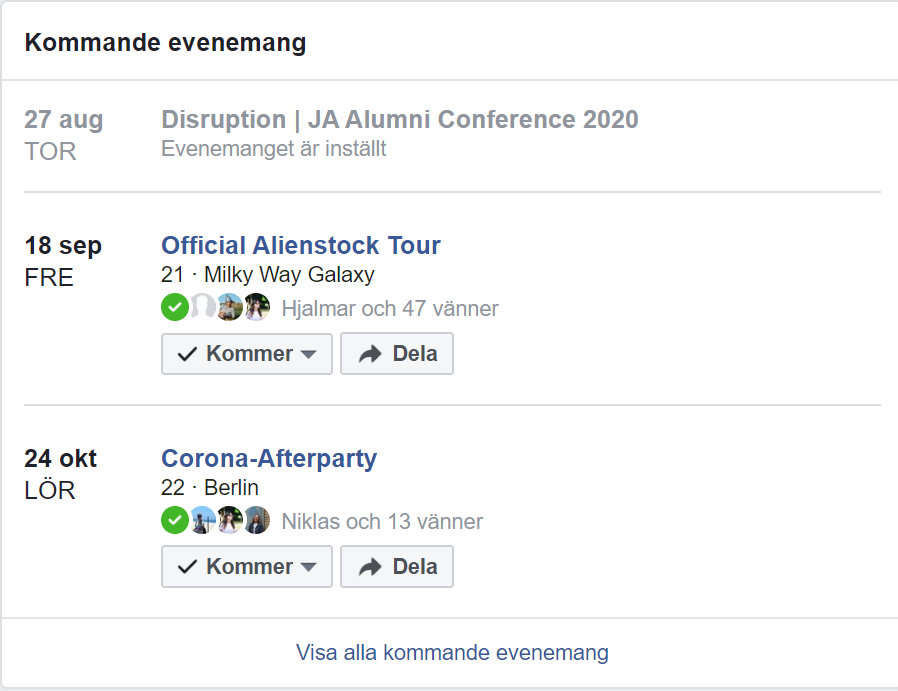 Kommande evenemang
27 aug
TOR
Disruption | JA Alumni Conference 2020
Evenemanget är inställt
18 sep
FRE
Official Alienstock Tour
21 · Milky Way Galaxy
Hjalmar och 47 vänner
Kommer
Dela
24 okt
LÖR
Corona-Afterparty
22 · Berlin
Niklas och 13 vänner
Kommer
Dela
Visa alla kommande evenemang